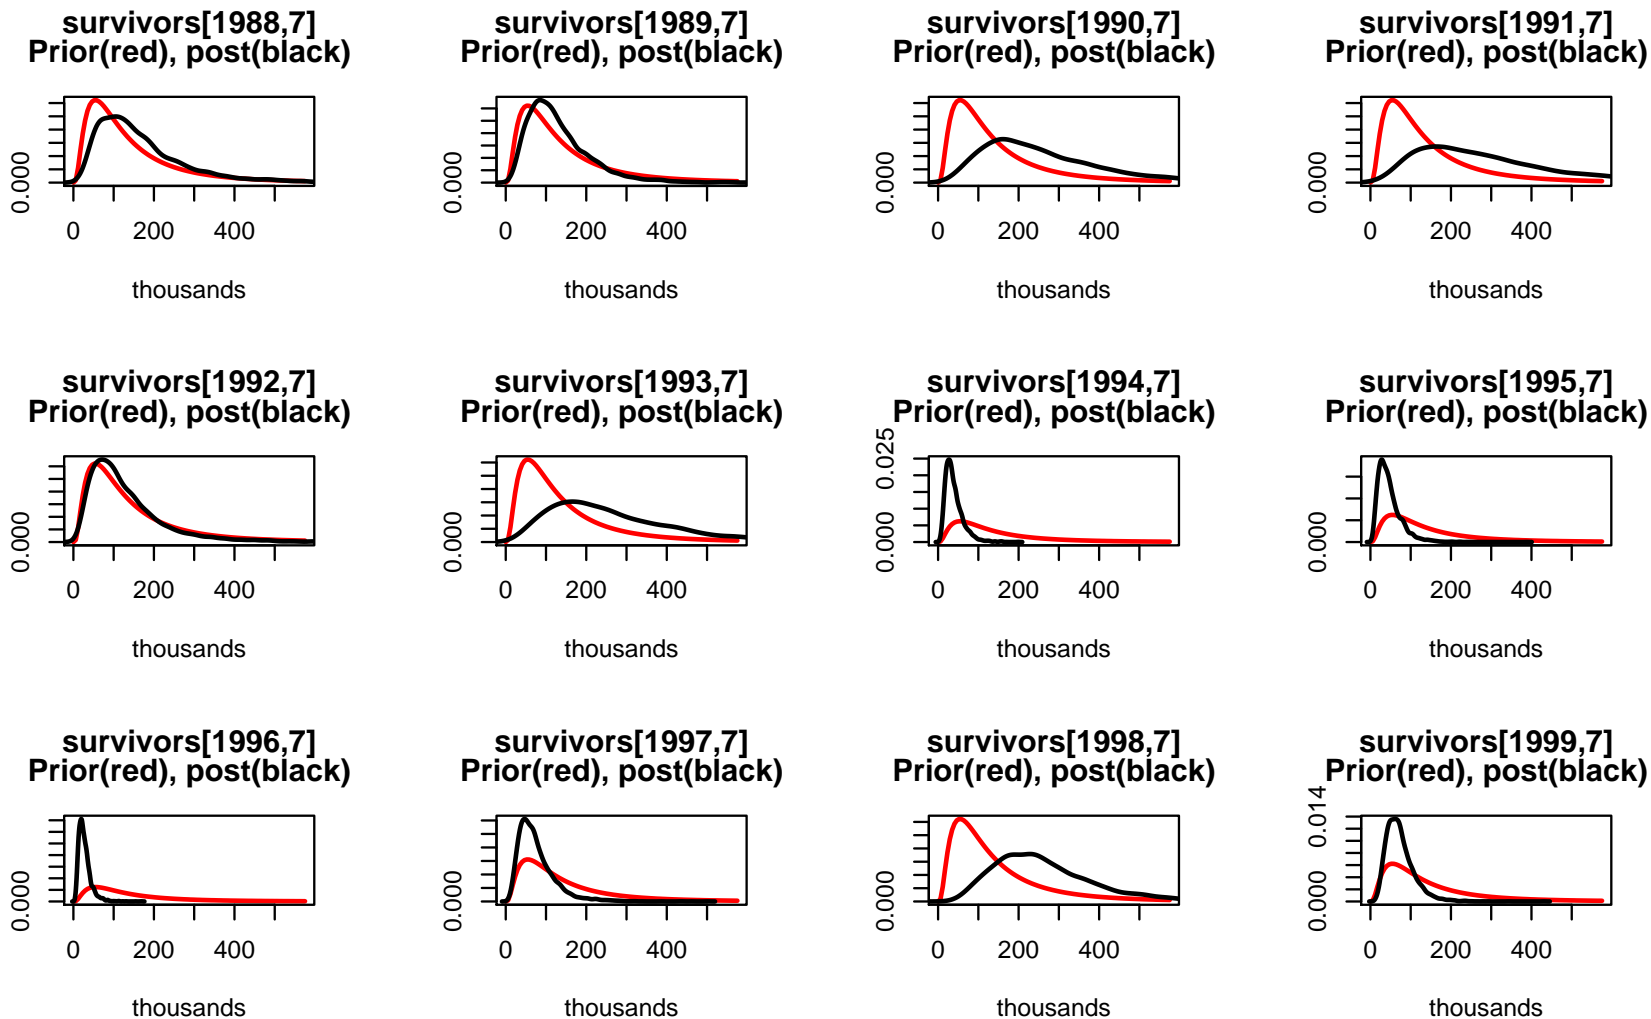 survivors[1988,7]
Prior(red), post(black)
0.000
0 200 400
thousands
survivors[1989,7]
Prior(red), post(black)
0.000
0 200 400
thousands
survivors[1990,7]
Prior(red), post(black)
0.000
0 200 400
thousands
survivors[1991,7]
Prior(red), post(black)
0.000
0 200 400
thousands
survivors[1992,7]
Prior(red), post(black)
0.000
0 200 400
thousands
survivors[1993,7]
Prior(red), post(black)
0.000
0 200 400
thousands
survivors[1994,7]
Prior(red), post(black)
0.025
0.000
0 200 400
thousands
survivors[1995,7]
Prior(red), post(black)
0.000
0 200 400
thousands
survivors[1996,7]
Prior(red), post(black)
0.000
0 200 400
thousands
survivors[1997,7]
Prior(red), post(black)
0.000
0 200 400
thousands
survivors[1998,7]
Prior(red), post(black)
0.000
0 200 400
thousands
survivors[1999,7]
Prior(red), post(black)
0.014
0.000
0 200 400
thousands